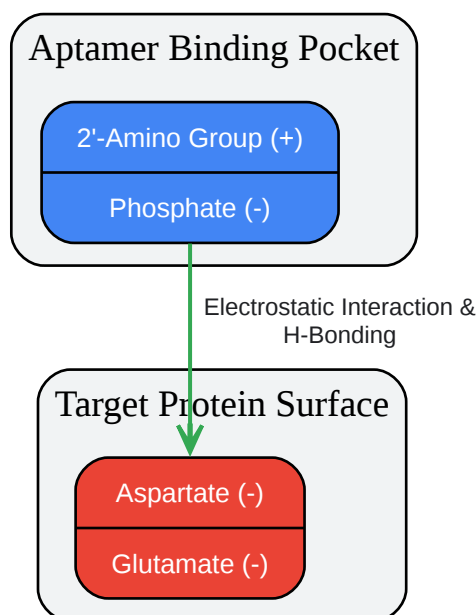 Aptamer Binding Pocket
2'-Amino Group (+)
Phosphate (-)
Electrostatic Interaction &
H-Bonding
Target Protein Surface
Aspartate (-)
Glutamate (-)